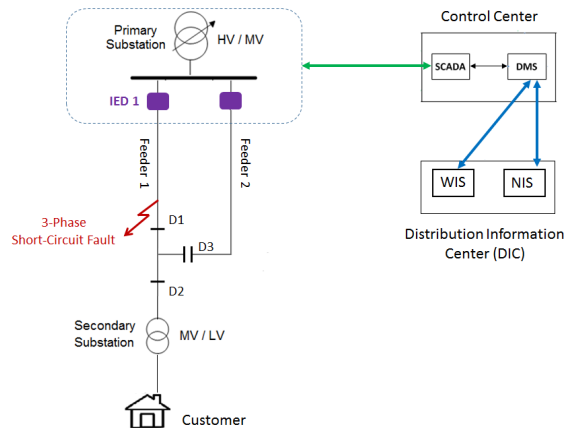 Primary
Substation
HV / MV
IED 1
Feeder 1
Feeder 2
3-Phase
Short-Circuit Fault
D1
D3
D2
Secondary
Substation
MV / LV
Customer
Control Center
SCADA
DMS
WIS
NIS
Distribution Information
Center (DIC)